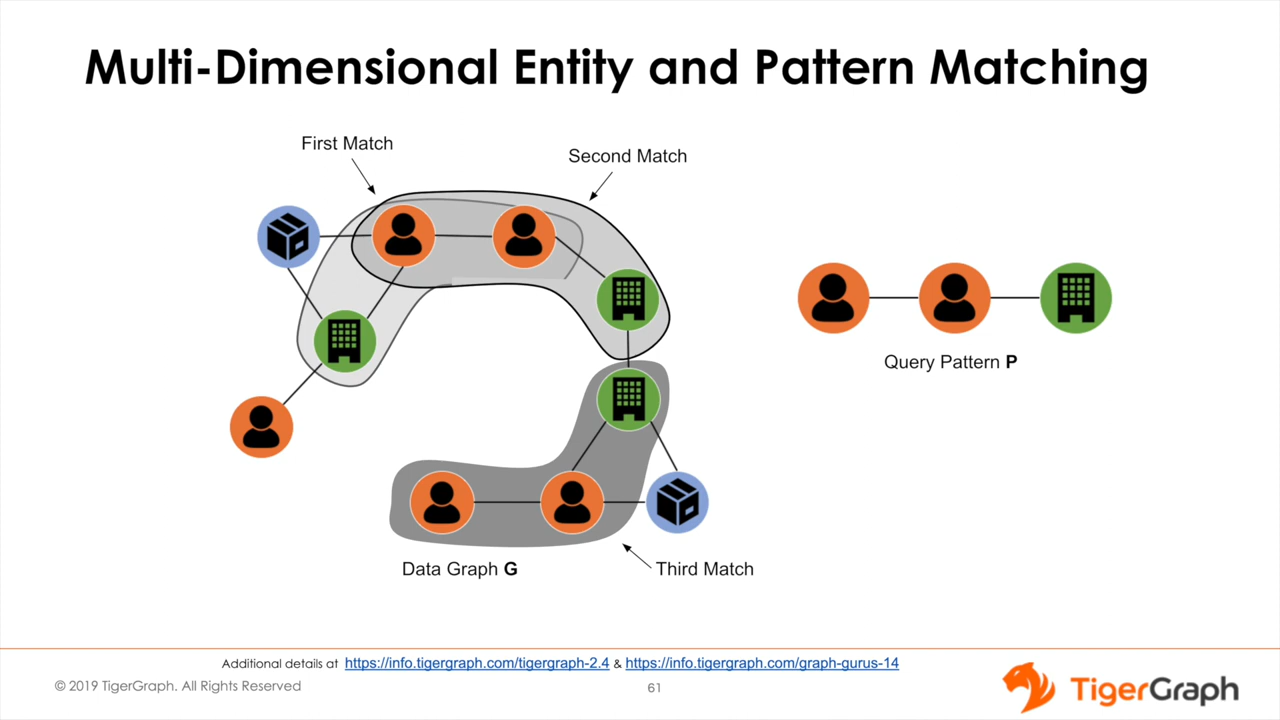 Multi-Dimensional Entity and Pattern Matching
First Match
Second Match
Query Pattern P
Data Graph G
Third Match
Additional details at https://info.tigergraph.com/tigergraph-2.4 & https://info.tigergraph.com/graph-gurus-14
© 2019 TigerGraph. All Rights Reserved
61
TigerGraph